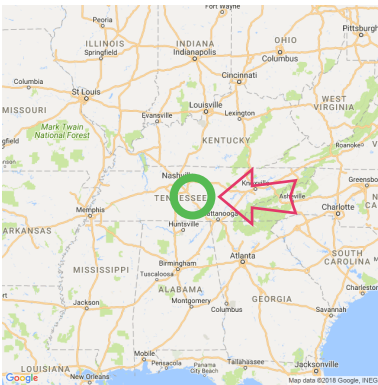 Fort Wayne
Peoria
Pittsburgh
ILLINOIS
INDIANA
OHIO
Springfield
Indianapolis
Columbus
Columbia
Cincinnati
St Louis
MISSOURI
Evansville
Louisville
Lexington
WEST
VIRGINIA
Mark Twain
National Forest
KENTUCKY
Roanoke
gfield
Nashville
Knoxville
Greensbo
TENNESSEE
Asheville
Memphis
Chattanooga
Charlotte
Huntsville
ARKANSAS
Atlanta
SOUTH
CAROLINA
Birmingham
MISSISSIPPI
Tuscaloosa
ALABAMA
Charleston
Jackson
Montgomery
GEORGIA
Columbus
Savannah
Mobile
Pensacola
Panama
City Beach
Tallahassee
Jacksonville
LOUISIANA
New Orleans
Google
Map data ©2018 Google, INEG